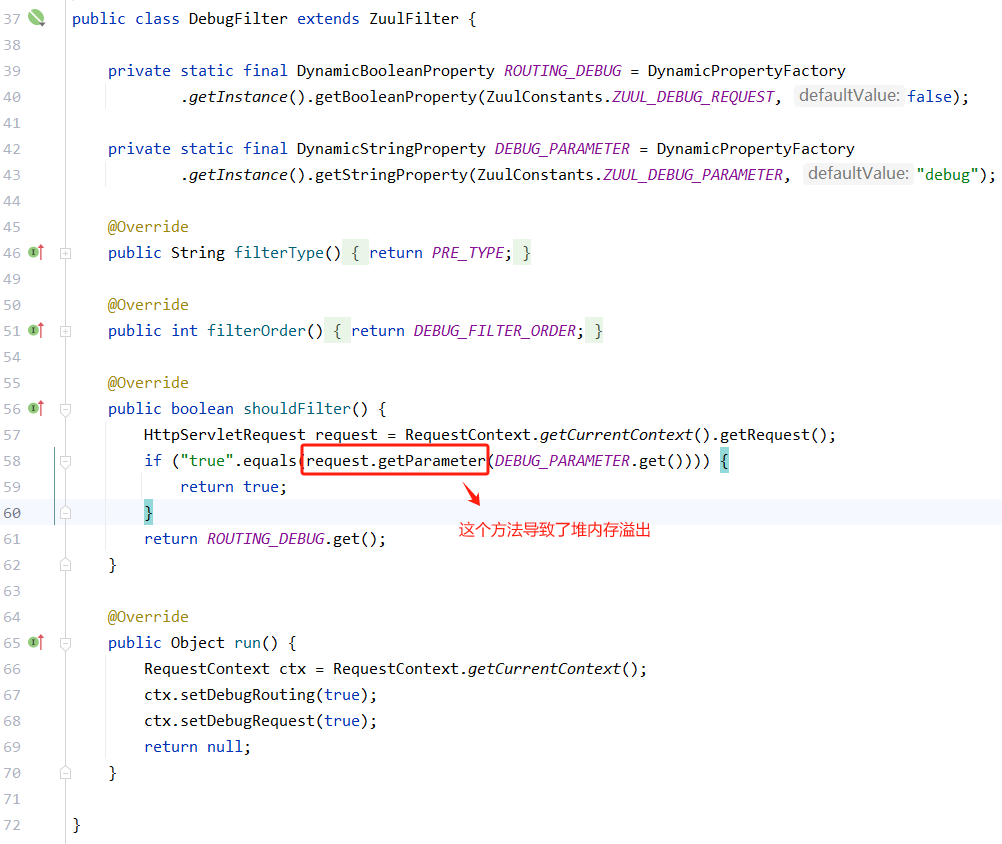 37 public class DebugFilter extends ZuulFilter {
38
39 private static final DynamicBooleanProperty ROUTING_DEBUG = DynamicPropertyFactory
40 .getInstance().getBooleanProperty(ZuulConstants.ZUUL_DEBUG_REQUEST, defaultValue: false);
41
42 private static final DynamicStringProperty DEBUG_PARAMETER = DynamicPropertyFactory
43 .getInstance().getStringProperty(ZuulConstants.ZUUL_DEBUG_PARAMETER, defaultValue: "debug");
44
45 @Override
46 public String filterType() { return PRE_TYPE; }
49
50 @Override
51 public int filterOrder() { return DEBUG_FILTER_ORDER; }
54
55 @Override
56 public boolean shouldFilter() {
57 HttpServletRequest request = RequestContext.getCurrentContext().getRequest();
58 if ("true".equals(request.getParameter(DEBUG_PARAMETER.get()))) {
59 return true;
60 }
这个方法导致了堆内存溢出
61 return ROUTING_DEBUG.get();
62 }
63
64 @Override
65 public Object run() {
66 RequestContext ctx = RequestContext.getCurrentContext();
67 ctx.setDebugRouting(true);
68 ctx.setDebugRequest(true);
69 return null;
70 }
71
72 }